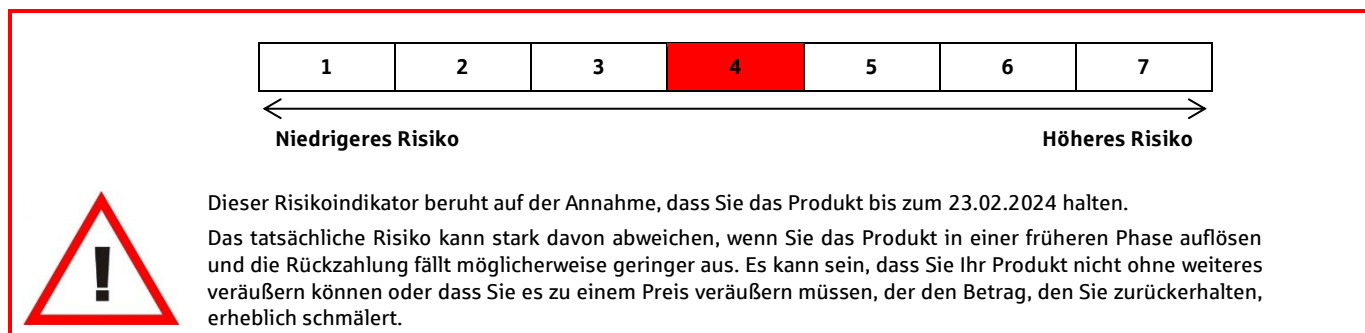 1 2 3 4 5 6 7
Niedrigeres Risiko Höheres Risiko
Dieser Risikoindikator beruht auf der Annahme, dass Sie das Produkt bis zum 23.02.2024 halten.
Das tatsächliche Risiko kann stark davon abweichen, wenn Sie das Produkt in einer früheren Phase auflösen
und die Rückzahlung fällt möglicherweise geringer aus. Es kann sein, dass Sie Ihr Produkt nicht ohne weiteres
veräußern können oder dass Sie es zu einem Preis veräußern müssen, der den Betrag, den Sie zurückerhalten,
erheblich schmälert.
!